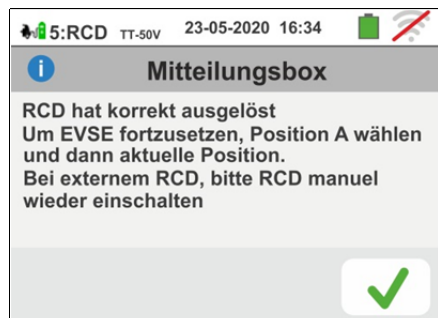 5:RCD TT-50V 23-05-2020 16:34
Mitteilungsbox
RCD hat korrekt ausgelöst
Um EVSE fortzusetzen, Position A wählen
und dann aktuelle Position.
Bei externem RCD, bitte RCD manuel
wieder einschalten